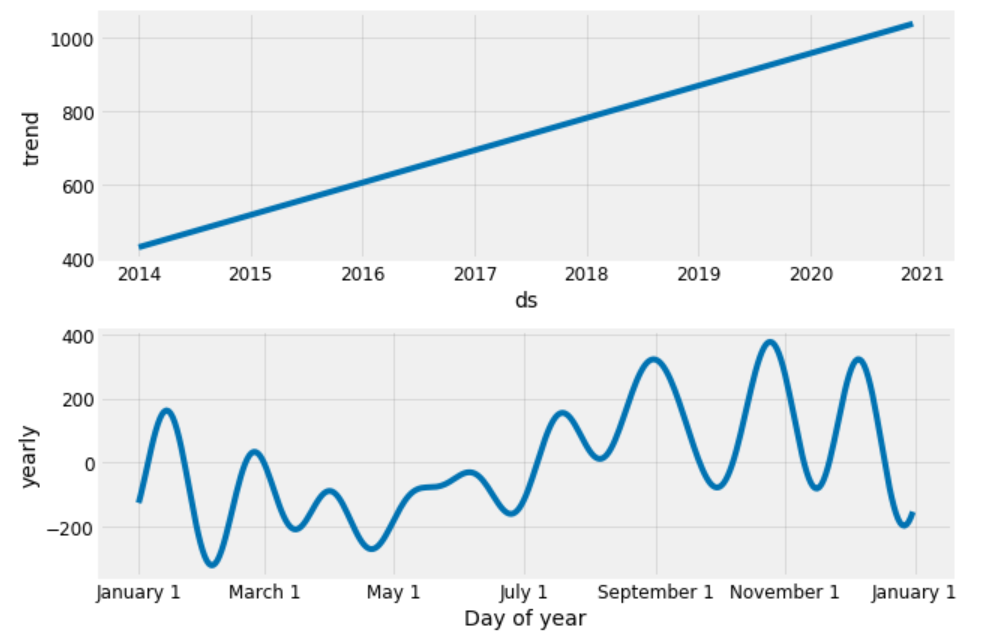 1000
800
600
400
trend
2014 2015 2016 2017 2018 2019 2020 2021
ds
400
200
0
−200
yearly
January 1 March 1 May 1 July 1 September 1 November 1 January 1
Day of year